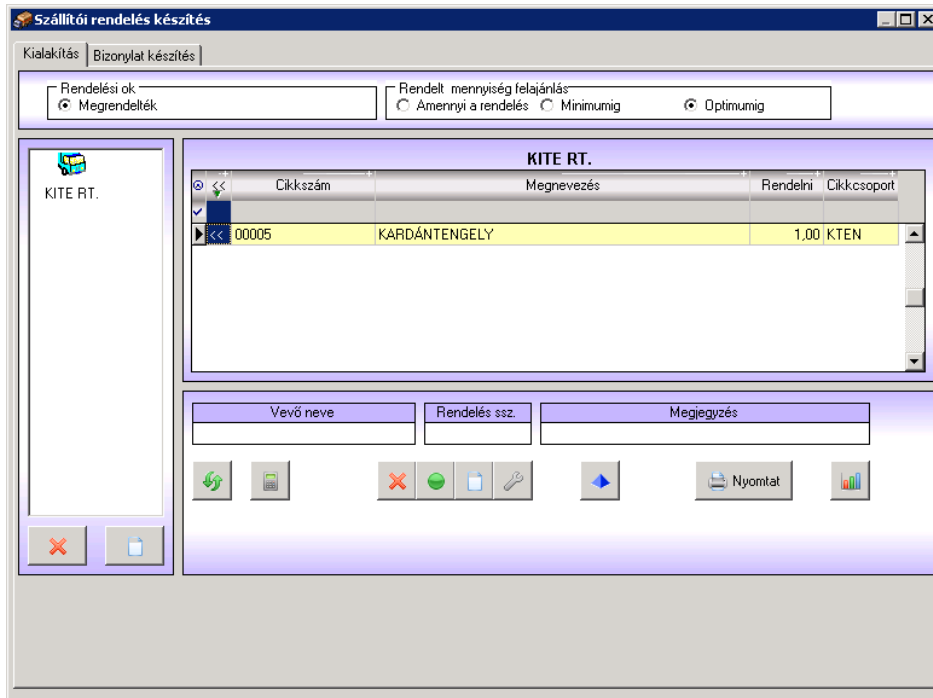 Szállítói rendelés készítés
Kialakítás Bizonylat készítés
Rendelési ok
Megrendelték
Rendelt mennyiség felajánlás
Amennyi a rendelés Minimumig Optimumig
KITE RT.
KITE RT.
<< Cikkszám Megnevezés Rendelni Cikkcsoport
<< 00005 KARDÁNTENGELY 1,00 KTEN
Vevő neve Rendelés ssz. Megjegyzés
Nyomtat